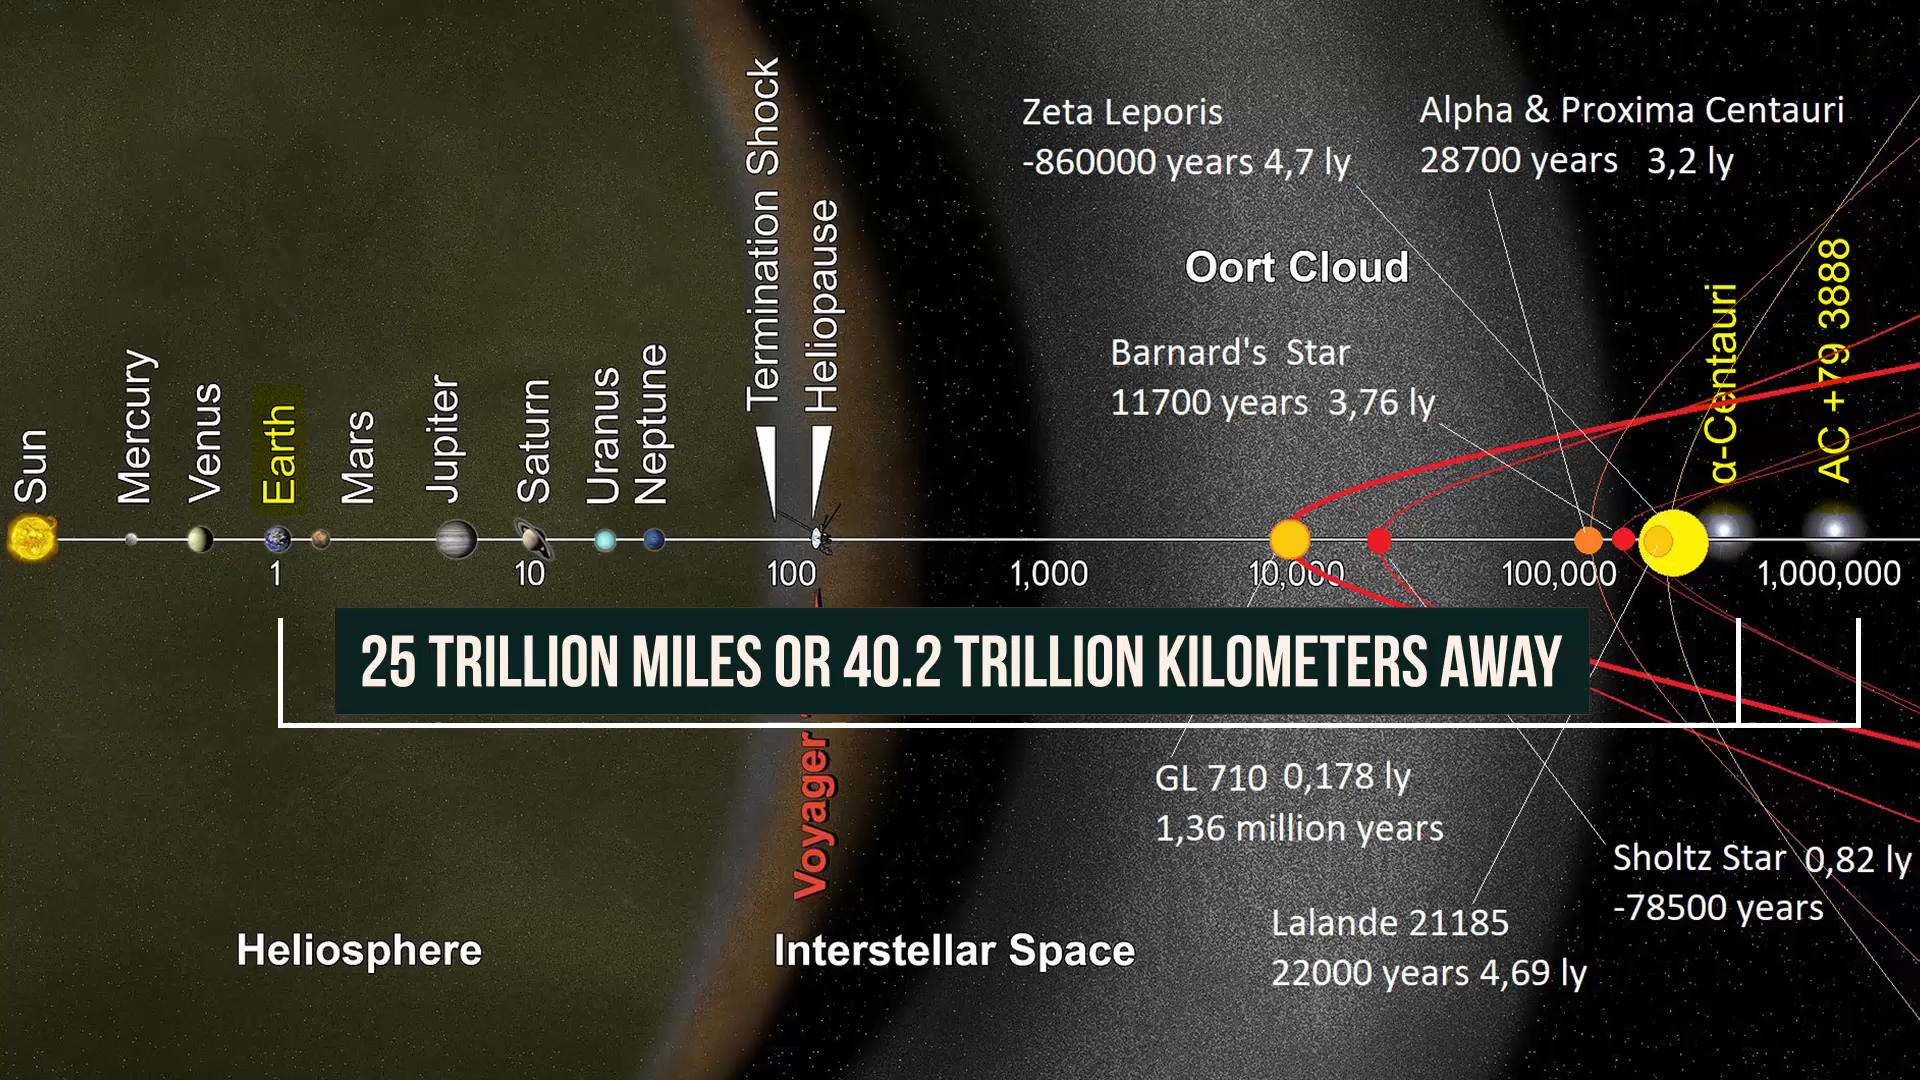 Zeta Leporis
-860000 years 4,7 ly
Alpha & Proxima Centauri
28700 years 3,2 ly
Oort Cloud
Barnard's Star
11700 years 3,76 ly
Sun
Mercury
Venus
Earth
Mars
Jupiter
Saturn
Uranus
Neptune
Termination Shock
Heliopause
α-Centauri
AC +79 3888
1
10
100
1,000
10,000
100,000
1,000,000
25 TRILLION MILES OR 40.2 TRILLION KILOMETERS AWAY
Voyager
GL 710 0,178 ly
1,36 million years
Sholtz Star 0,82 ly
-78500 years
Lalande 21185
22000 years 4,69 ly
Heliosphere
Interstellar Space